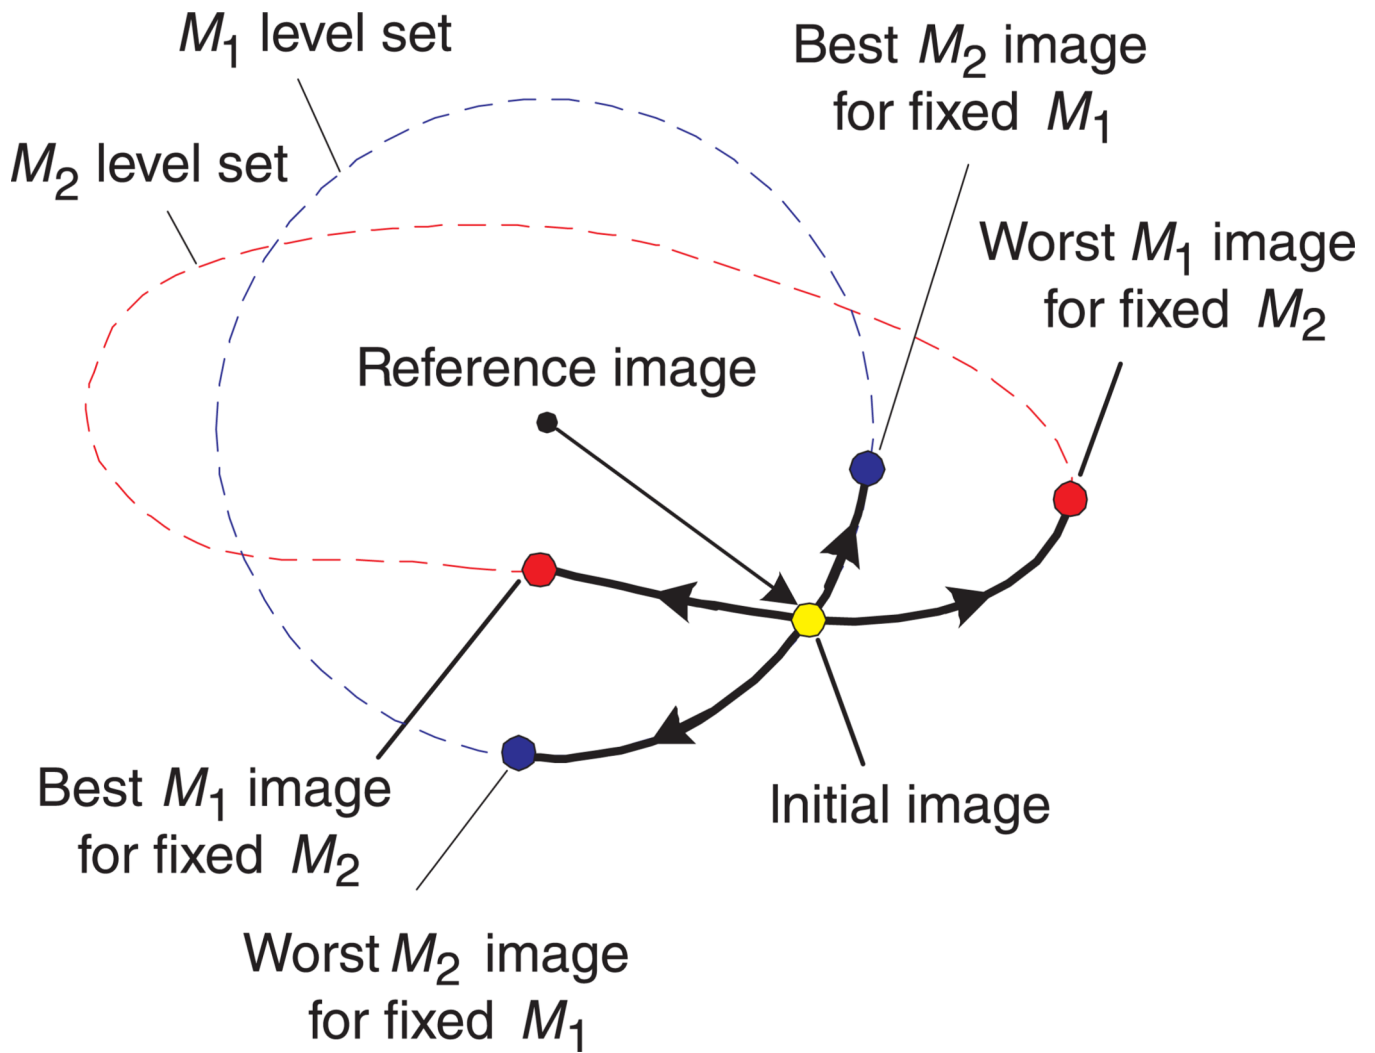 M1 level set
M2 level set
Best M2 image
for fixed M1
Worst M1 image
for fixed M2
Reference image
Best M1 image
for fixed M2
Initial image
Worst M2 image
for fixed M1